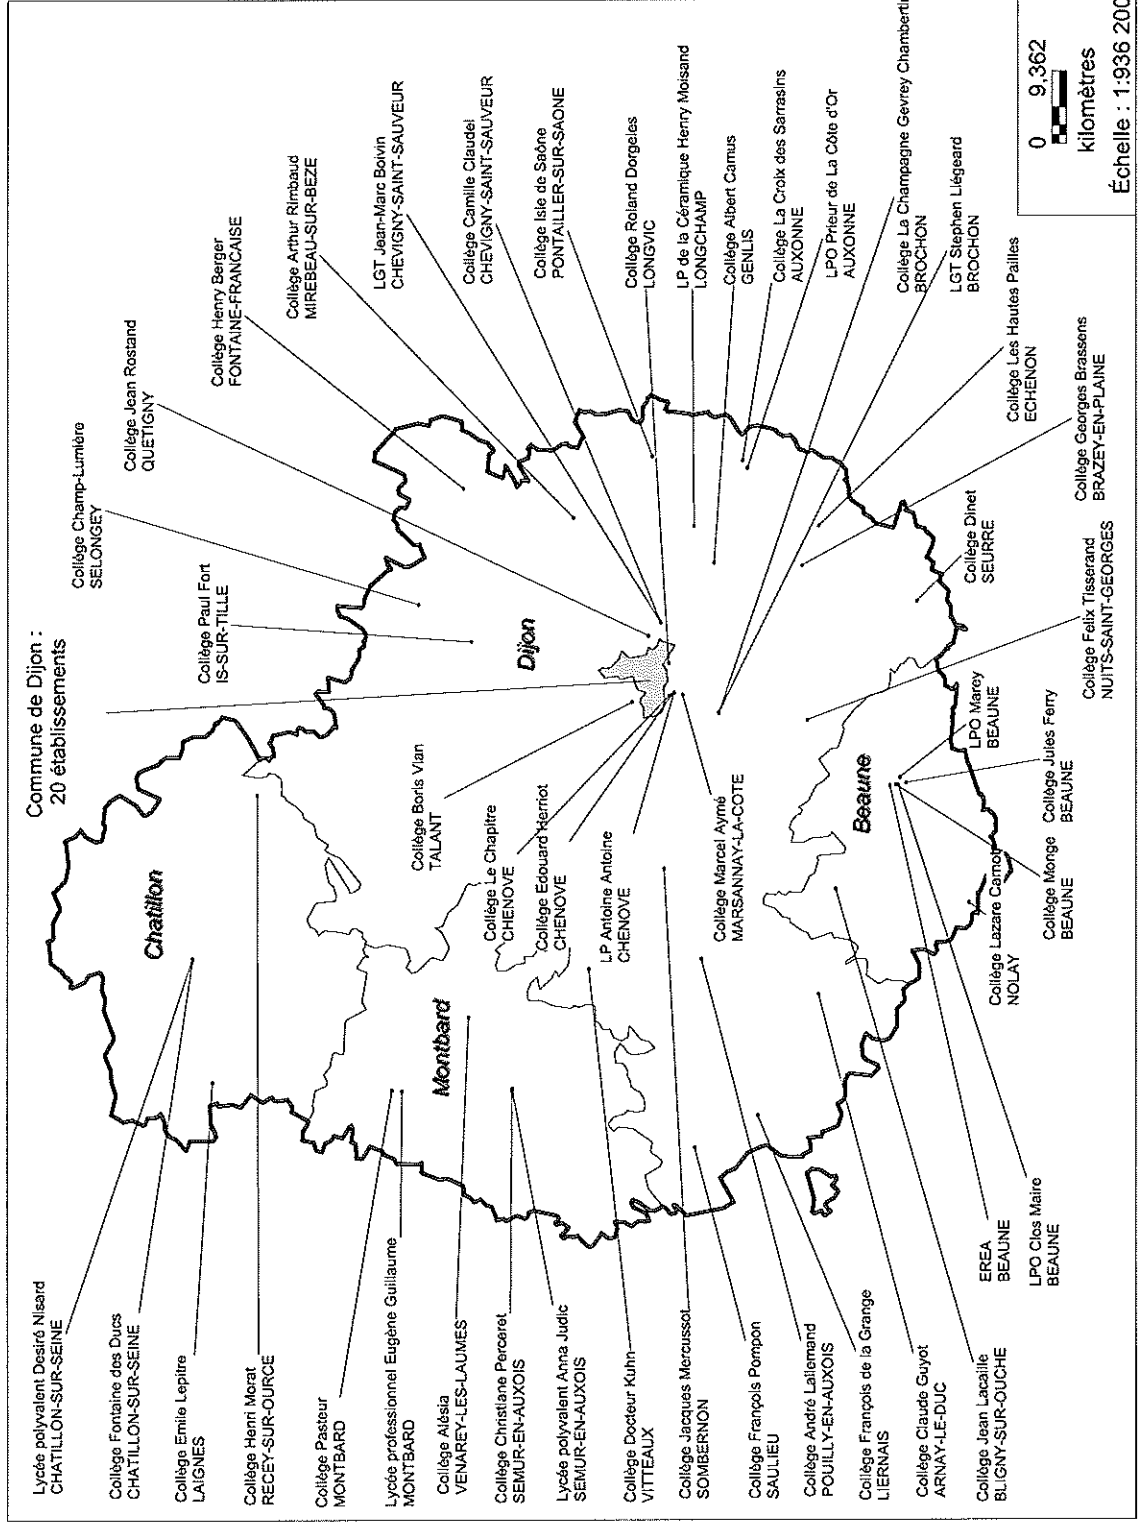 Commune de Dijon :
20 établissements
Lycée polyvalent Desiré Nisard
CHATILLON-SUR-SEINE
Collège Fontaine des Ducs
CHATILLON-SUR-SEINE
Collège Emile Lepitre
LAIGNES
Collège Henri Morat
RECEY-SUR-OURCE
Collège Pasteur
MONTBARD
Lycée professionnel Eugène Guillaume
MONTBARD
Collège Alésia
VENAREY-LES-LAUMES
Collège Christiane Perceret
SEMUR-EN-AUXOIS
Lycée polyvalent Anna Judic
SEMUR-EN-AUXOIS
Collège Docteur Kuhn
VITTEAUX
Collège Jacques Mercussot
SOMBERNON
Collège François Pompon
SAULIEU
Collège André Lallemand
POUILLY-EN-AUXOIS
Collège François de la Grange
LIERNAIS
Collège Claude Guyot
ARNAY-LE-DUC
Collège Jean Lacaille
BLIGNY-SUR-OUCHE
EREA
BEAUNE
LPO Clos Maire
BEAUNE
Chatillon
Montbard
Dijon
Beaune
Collège Boris Vian
TALANT
Collège Le Chapitre
CHENOVE
Collège Edouard Herriot
CHENOVE
LP Antoine Antoine
CHENOVE
Collège Marcel Aymé
MARSANNAY-LA-COTE
Collège Lazare Carnot
NOLAY
Collège Monge
BEAUNE
Collège Jules Ferry
BEAUNE
LPO Marey
BEAUNE
Collège Felix Tisserand
NUITS-SAINT-GEORGES
Collège Dinet
SEURRE
Collège Georges Brassens
BRAZEY-EN-PLAINE
Collège Les Hautes Pailles
ECHENON
Collège Paul Fort
IS-SUR-TILLE
Collège Champ-Lumière
SELONGEY
Collège Jean Rostand
QUETIGNY
Collège Henry Berger
FONTAINE-FRANCAISE
Collège Arthur Rimbaud
MIREBEAU-SUR-BEZE
LGT Jean-Marc Boivin
CHEVIGNY-SAINT-SAUVEUR
Collège Camille Claudel
CHEVIGNY-SAINT-SAUVEUR
Collège Isle de Saône
PONTAILLER-SUR-SAONE
Collège Roland Dorgeles
LONGVIC
LP de la Céramique Henry Moisand
LONGCHAMP
Collège Albert Camus
GENLIS
Collège La Croix des Sarrasins
AUXONNE
LPO Prieur de La Côte d'Or
AUXONNE
Collège La Champagne Gevrey Chambertin
BROCHON
LGT Stephen Liégeard
BROCHON
0 9,362
kilomètres
Échelle : 1:936 200